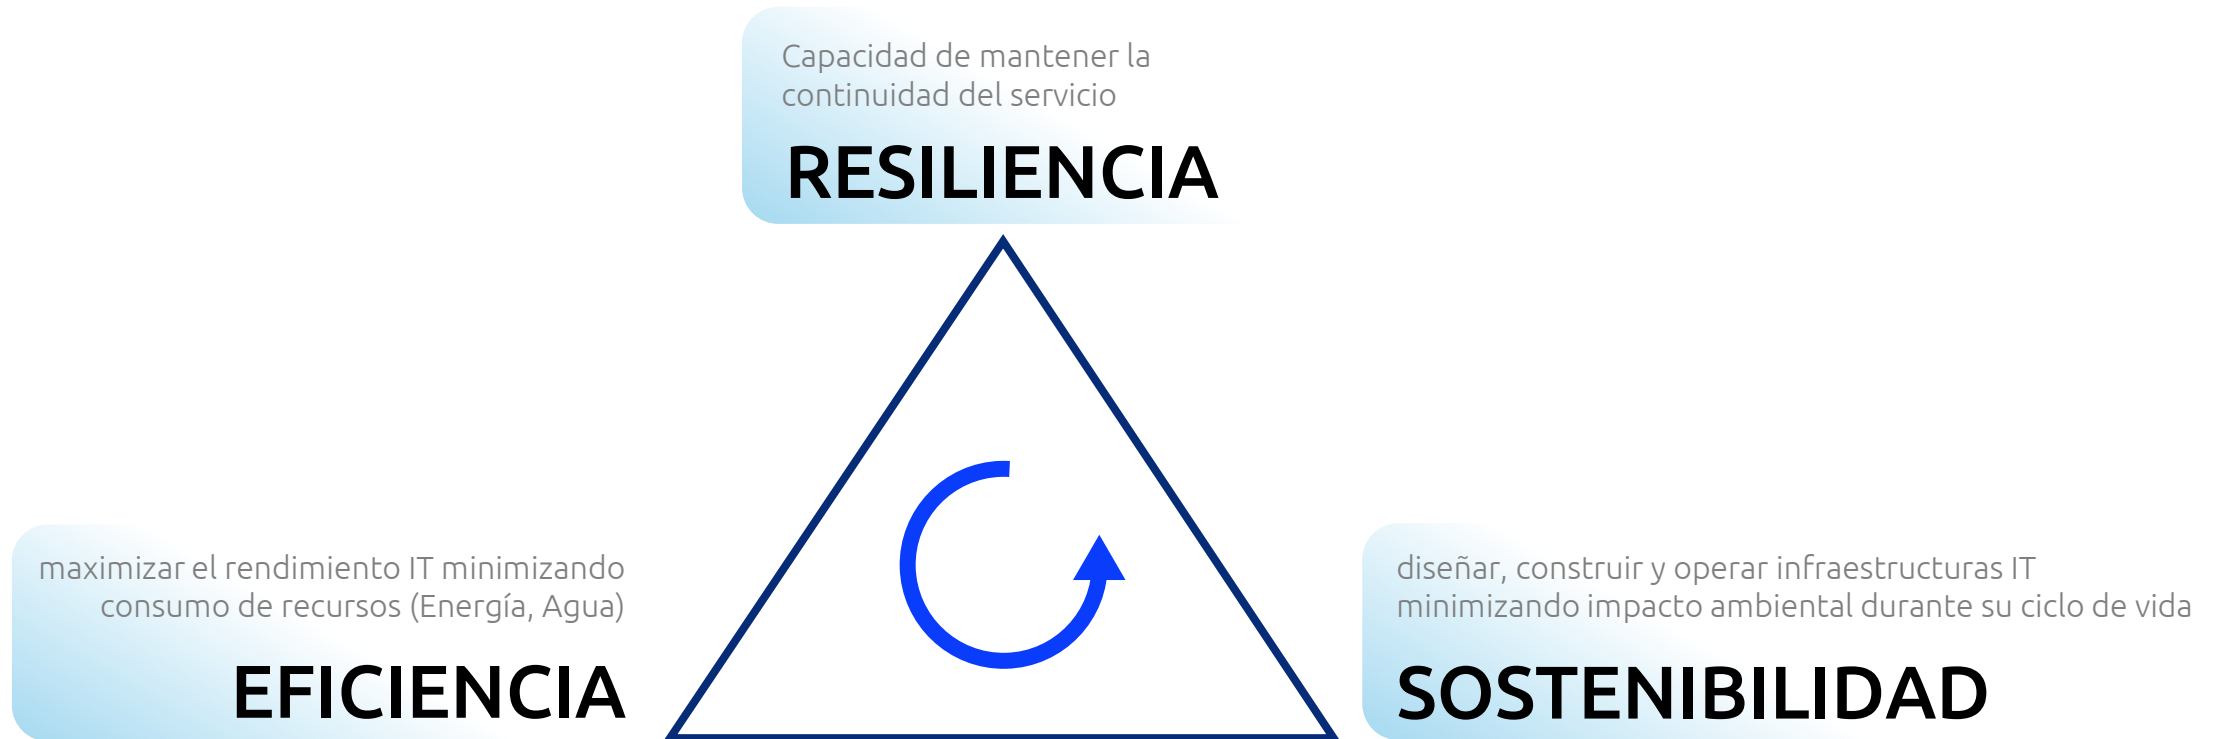 Capacidad de mantener la
continuidad del servicio
RESILIENCIA
maximizar el rendimiento IT minimizando
consumo de recursos (Energía, Agua)
EFICIENCIA
diseñar, construir y operar infraestructuras IT
minimizando impacto ambiental durante su ciclo de vida
SOSTENIBILIDAD